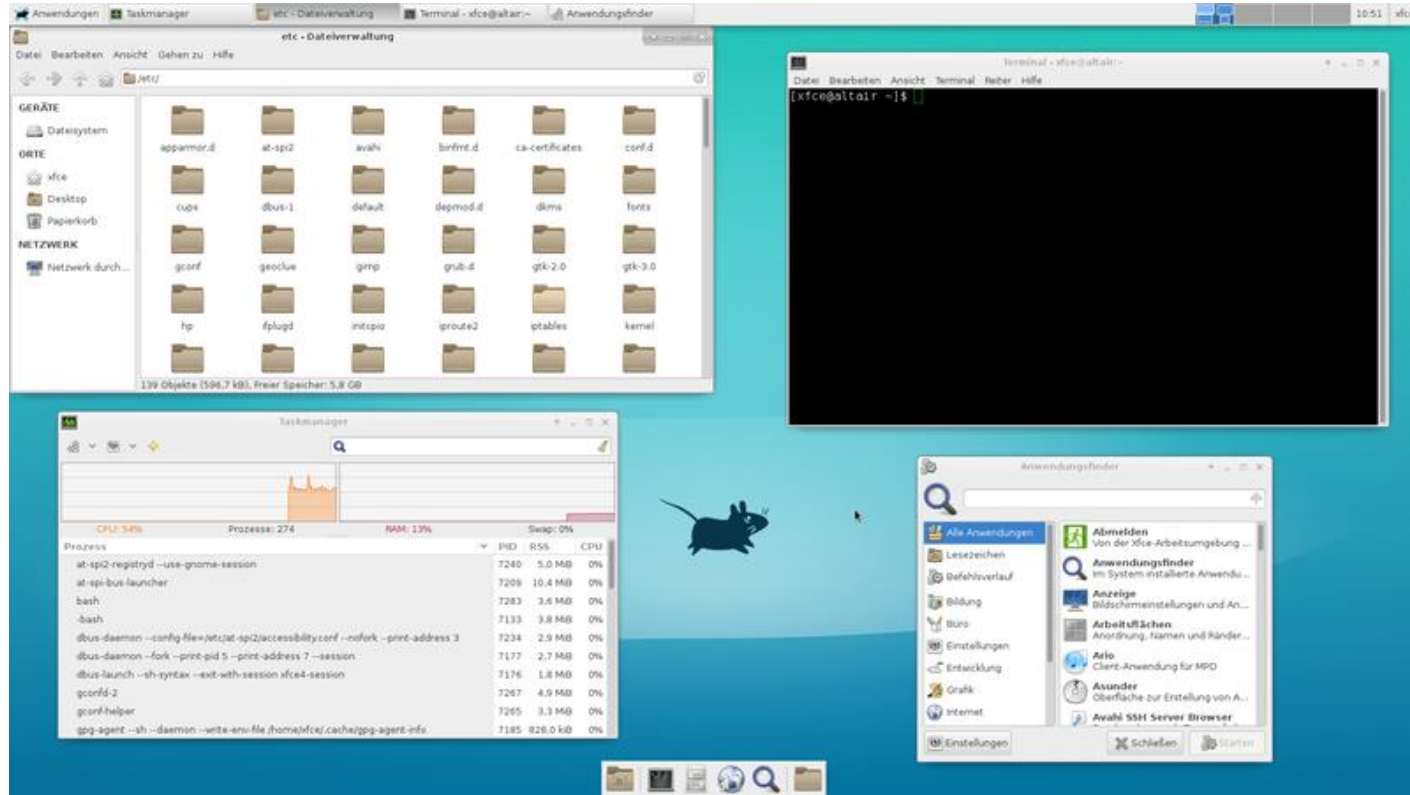 Anwendungen Taskmanager etc - Dateiverwaltung Terminal - xfce@altair:~ Anwendungsfinder 10:51 xfc
etc - Dateiverwaltung
Datei Bearbeiten Ansicht Gehen zu Hilfe
/etc/
GERÄTE
Dateisystem
ORTE
xfce
Desktop
Papierkorb
NETZWERK
Netzwerk durch...
apparmor.d at-spi2 avahi binfmt.d ca-certificates conf.d
cups dbus-1 default depmod.d dkms fonts
gconf geoclue gimp grub.d gtk-2.0 gtk-3.0
hp ifplugd initcpio iproute2 iptables kernel
139 Objekte (596,7 kB), Freier Speicher: 5,8 GB
Terminal - xfce@altair:~
Datei Bearbeiten Ansicht Terminal Reiter Hilfe
[xfce@altair ~]$
Taskmanager
CPU: 54% Prozesse: 274 RAM: 13% Swap: 0%
Prozess PID RSS CPU
at-spi2-registryd --use-gnome-session 7240 5,0 MiB 0%
at-spi-bus-launcher 7209 10,4 MiB 0%
bash 7283 3,6 MiB 0%
-bash 7133 3,8 MiB 0%
dbus-daemon --config-file=/etc/at-spi2/accessibility.conf --nofork --print-address 3 7234 2,9 MiB 0%
dbus-daemon --fork --print-pid 5 --print-address 7 --session 7177 2,7 MiB 0%
dbus-launch --sh-syntax --exit-with-session xfce4-session 7176 1,8 MiB 0%
gconfd-2 7267 4,9 MiB 0%
gconf-helper 7265 3,3 MiB 0%
gpg-agent --sh --daemon --write-env-file /home/xfce/.cache/gpg-agent-info 7185 828,0 kiB 0%
Anwendungsfinder
Alle Anwendungen
Lesezeichen
Befehlsverlauf
Bildung
Büro
Einstellungen
Entwicklung
Grafik
Internet
Abmelden
Von der Xfce-Arbeitsumgebung ...
Anwendungsfinder
Im System installierte Anwendu...
Anzeige
Bildschirmeinstellungen und An...
Arbeitsflächen
Anordnung, Namen und Ränder...
Ario
Client-Anwendung für MPD
Asunder
Oberfläche zur Erstellung von A...
Avahi SSH Server Browser
Einstellungen Schließen Starten